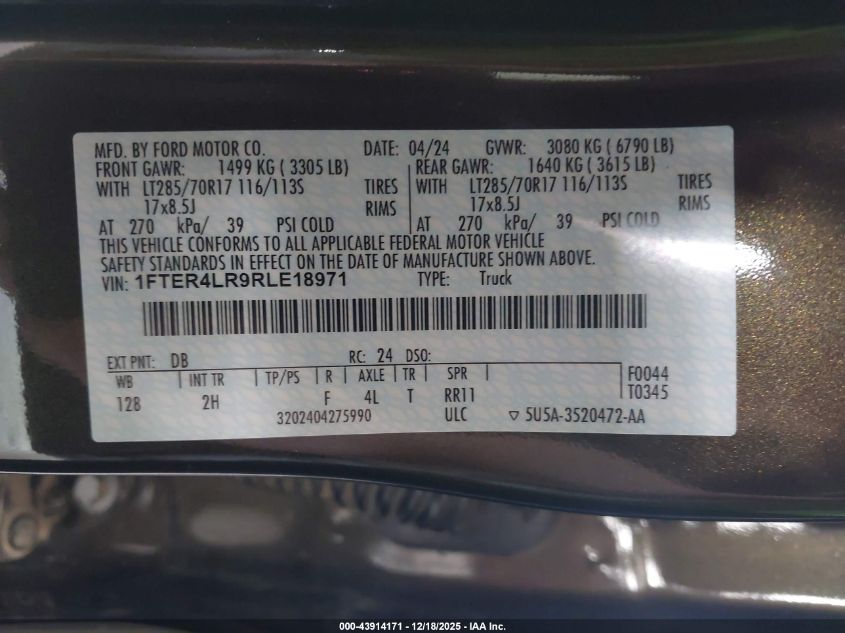 MFD. BY FORD MOTOR CO. DATE: 04/24 GVWR: 3080 KG ( 6790 LB)
FRONT GAWR: 1499 KG ( 3305 LB) REAR GAWR: 1640 KG ( 3615 LB)
WITH LT285/70R17 116/113S TIRES WITH LT285/70R17 116/113S TIRES
17x8.5J RIMS 17x8.5J RIMS
AT 270 kPa/ 39 PSI COLD AT 270 kPa/ 39 PSI COLD
THIS VEHICLE CONFORMS TO ALL APPLICABLE FEDERAL MOTOR VEHICLE
SAFETY STANDARDS IN EFFECT ON THE DATE OF MANUFACTURE SHOWN ABOVE.
VIN: 1FTER4LR9RLE18971 TYPE: Truck
EXT PNT: DB RC: 24 DSO:
WB INT TR TP/PS R AXLE TR SPR F0044
128 2H F 4L T RR11 T0345
3202404275990 ULC ▽ 5U5A-3520472-AA
000-43914171 - 12/18/2025 - IAA Inc.